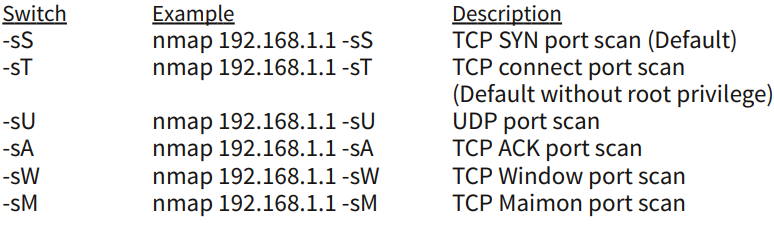 Switch Example Description
-sS nmap 192.168.1.1 -sS TCP SYN port scan (Default)
-sT nmap 192.168.1.1 -sT TCP connect port scan
(Default without root privilege)
-sU nmap 192.168.1.1 -sU UDP port scan
-sA nmap 192.168.1.1 -sA TCP ACK port scan
-sW nmap 192.168.1.1 -sW TCP Window port scan
-sM nmap 192.168.1.1 -sM TCP Maimon port scan